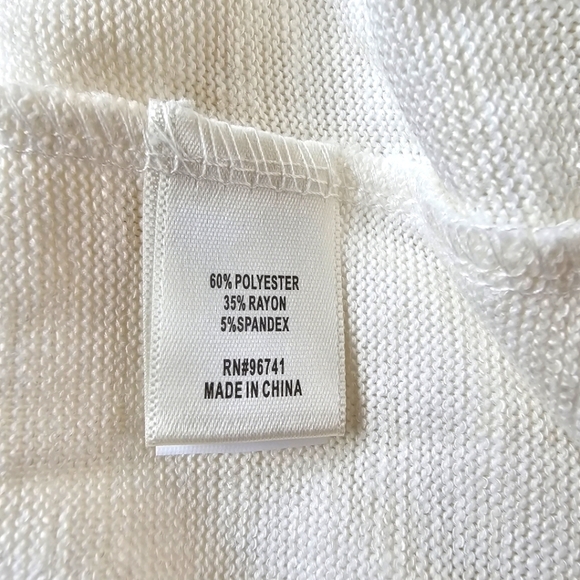 60% POLYESTER
35% RAYON
5%SPANDEX
RN#96741
MADE IN CHINA